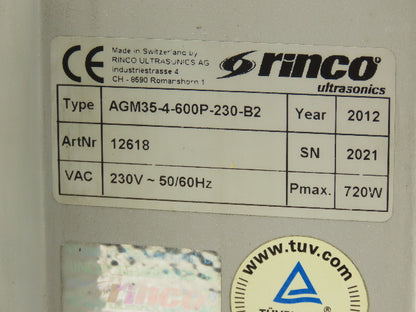 CE
Made in Switzerland by
RINCO ULTRASONICS AG
Industriestrasse 4
CH - 8590 Romanshorn 1
rinco
ultrasonics
Type AGM35-4-600P-230-B2 Year 2012
ArtNr 12618 SN 2021
VAC 230V ~ 50/60Hz Pmax. 720W
rinco
www.tuv.com